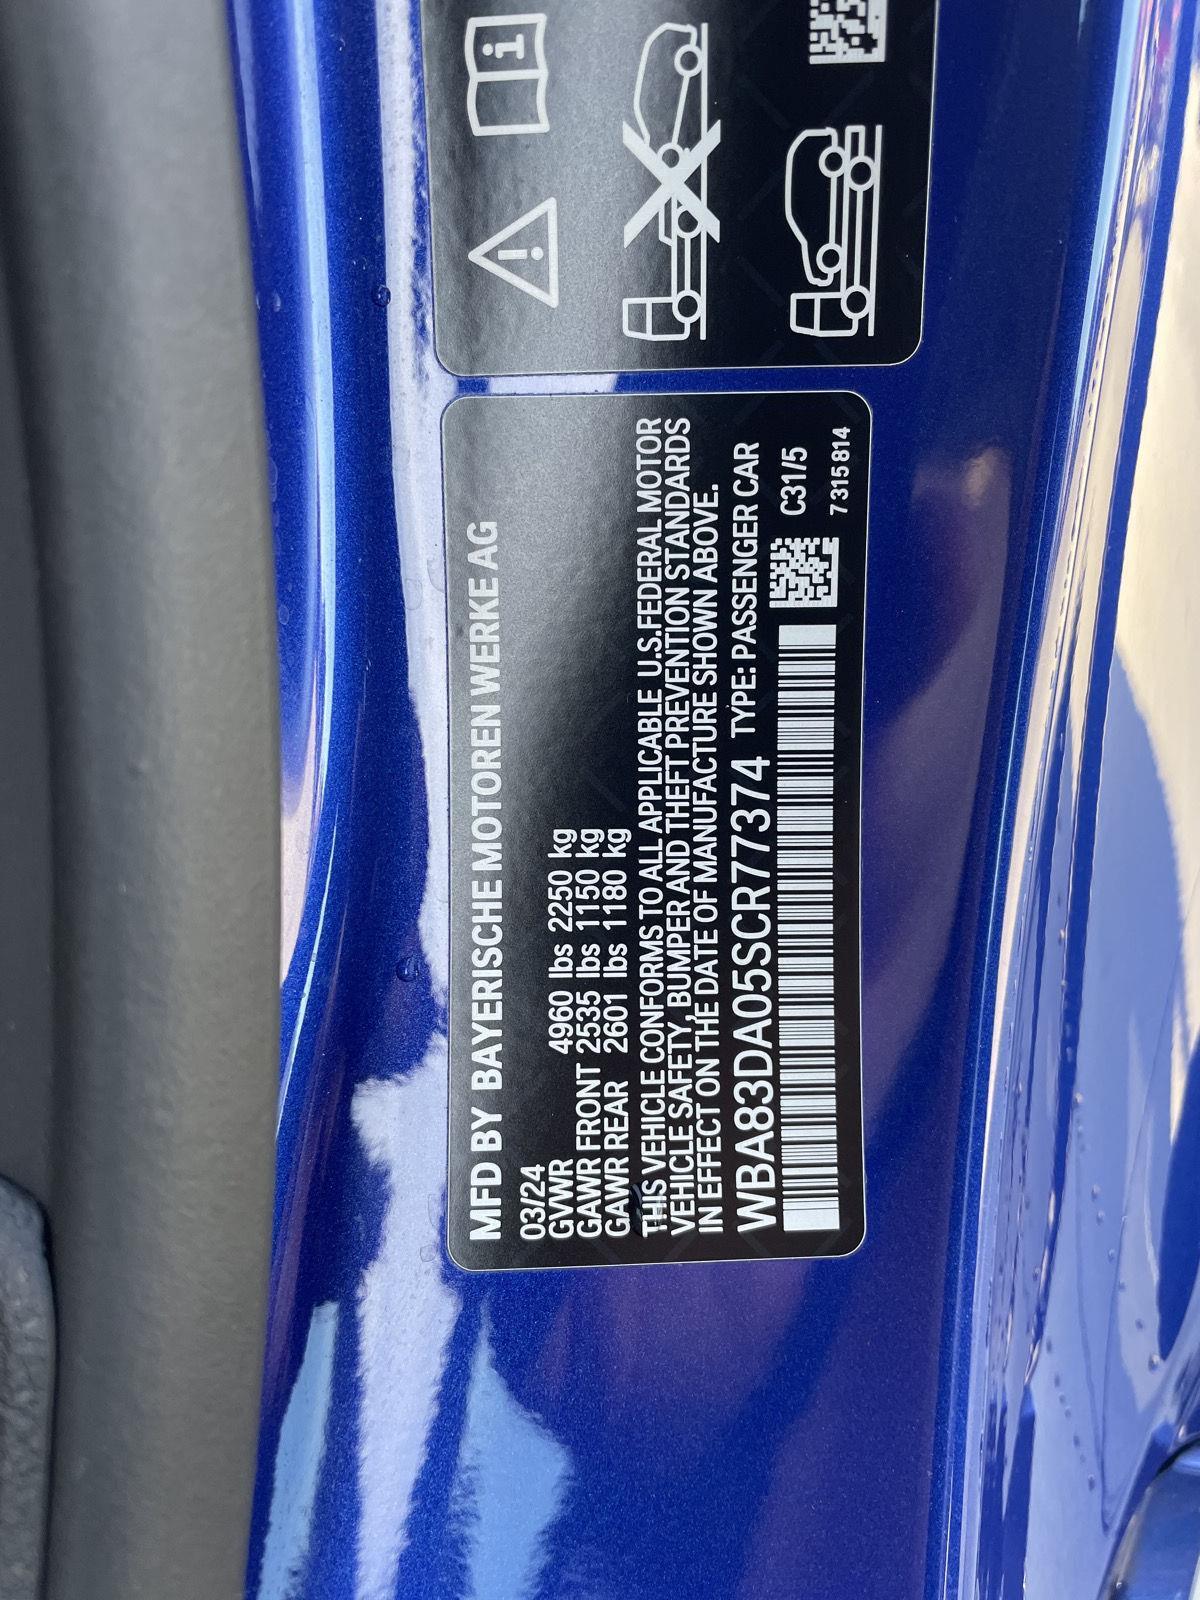 MFD BY BAYERISCHE MOTOREN WERKE AG
03/24
GVWR 4960 lbs 2250 kg
GAWR FRONT 2535 lbs 1150 kg
GAWR REAR 2601 lbs 1180 kg
THIS VEHICLE CONFORMS TO ALL APPLICABLE U.S.FEDERAL MOTOR
VEHICLE SAFETY, BUMPER AND THEFT PREVENTION STANDARDS
IN EFFECT ON THE DATE OF MANUFACTURE SHOWN ABOVE.
WBA83DA05SCR77374 TYPE: PASSENGER CAR
C31/5
7 315 814